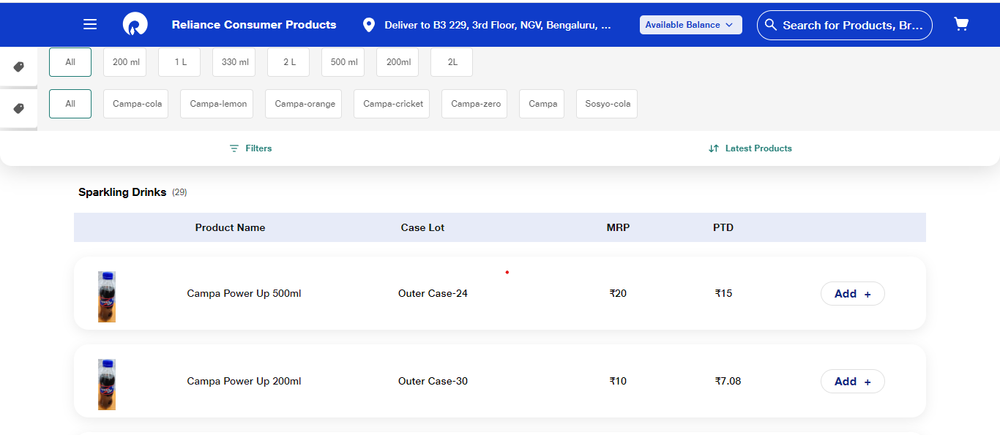 Reliance Consumer Products Deliver to B3 229, 3rd Floor, NGV, Bengaluru, ... Available Balance Search for Products, Br...
All 200 ml 1 L 330 ml 2 L 500 ml 200ml 2L
All Campa-cola Campa-lemon Campa-orange Campa-cricket Campa-zero Campa Sosyo-cola
Filters Latest Products
Sparkling Drinks (29)
Product Name Case Lot MRP PTD
Campa Power Up 500ml Outer Case-24 ₹20 ₹15 Add +
Campa Power Up 200ml Outer Case-30 ₹10 ₹7.08 Add +